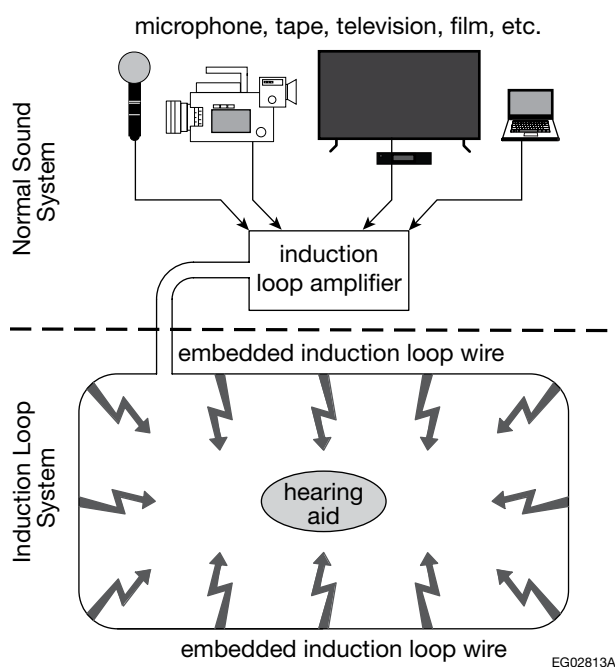 microphone, tape, television, film, etc.
Normal Sound
System
induction
loop amplifier
embedded induction loop wire
Induction Loop
System
hearing
aid
embedded induction loop wire
EG02813A